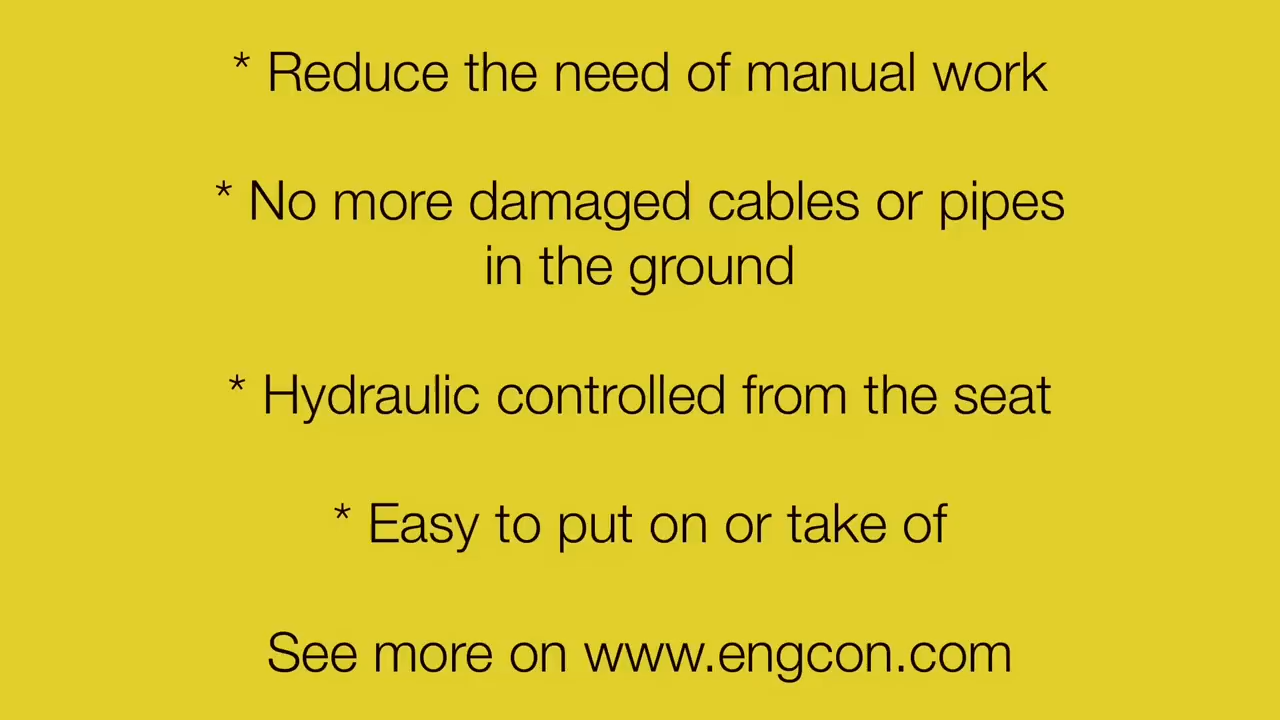 * Reduce the need of manual work
* No more damaged cables or pipes
in the ground
* Hydraulic controlled from the seat
* Easy to put on or take of
See more on www.engcon.com